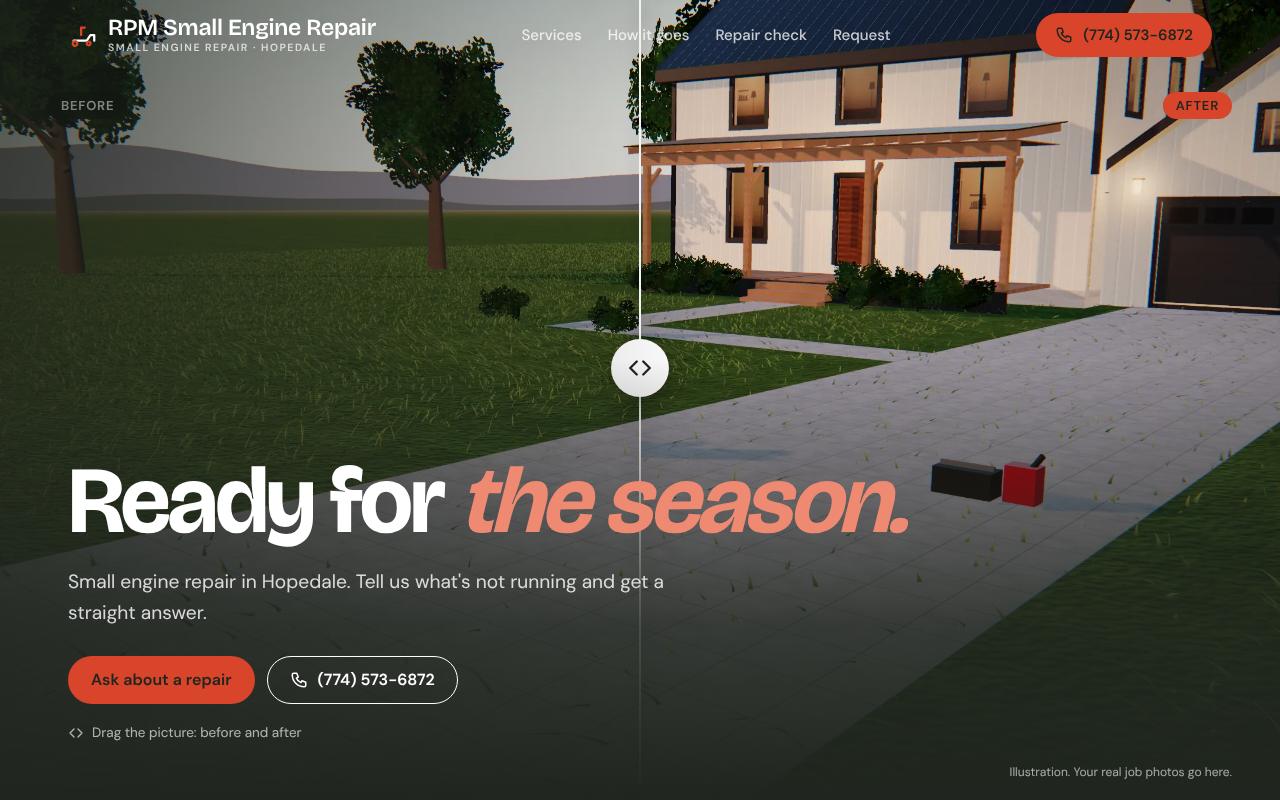 RPM Small Engine Repair
SMALL ENGINE REPAIR · HOPEDALE
Services
How it goes
Repair check
Request
(774) 573-6872
BEFORE
AFTER
Ready for the season.
Small engine repair in Hopedale. Tell us what's not running and get a
straight answer.
Ask about a repair
(774) 573-6872
Drag the picture: before and after
Illustration. Your real job photos go here.